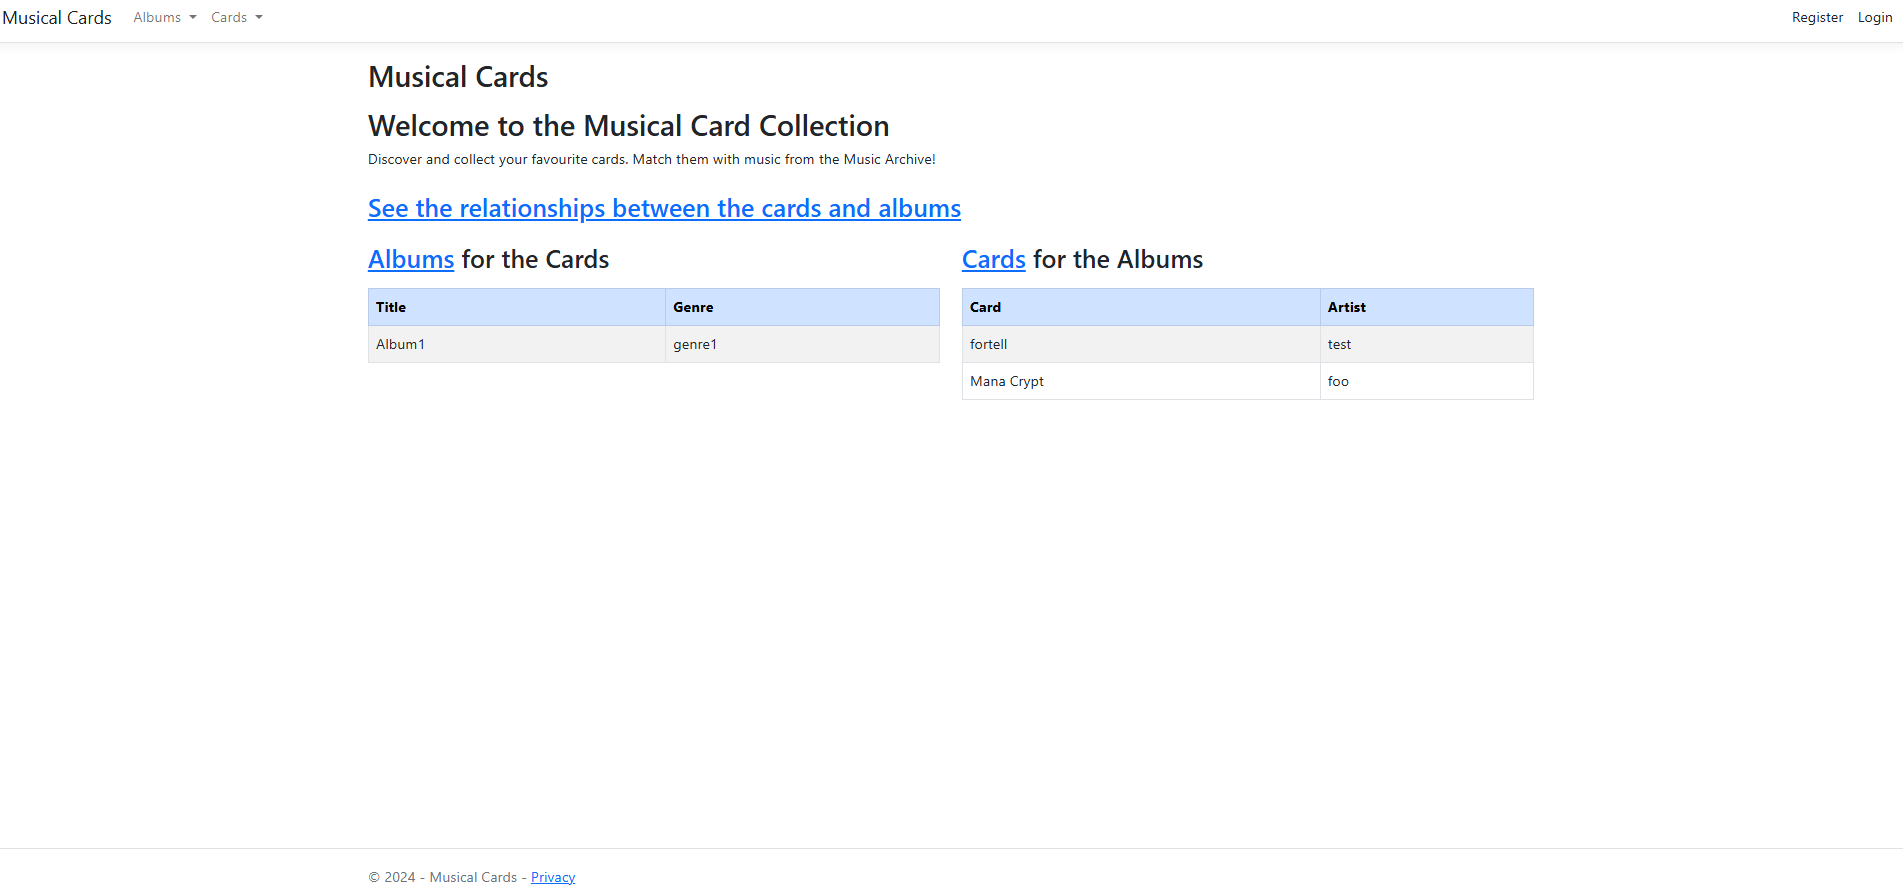 Musical Cards Albums Cards Register Login
Musical Cards
Welcome to the Musical Card Collection
Discover and collect your favourite cards. Match them with music from the Music Archive!
See the relationships between the cards and albums
Albums for the Cards
Title Genre
Album1 genre1
Cards for the Albums
Card Artist
fortell test
Mana Crypt foo
© 2024 - Musical Cards - Privacy